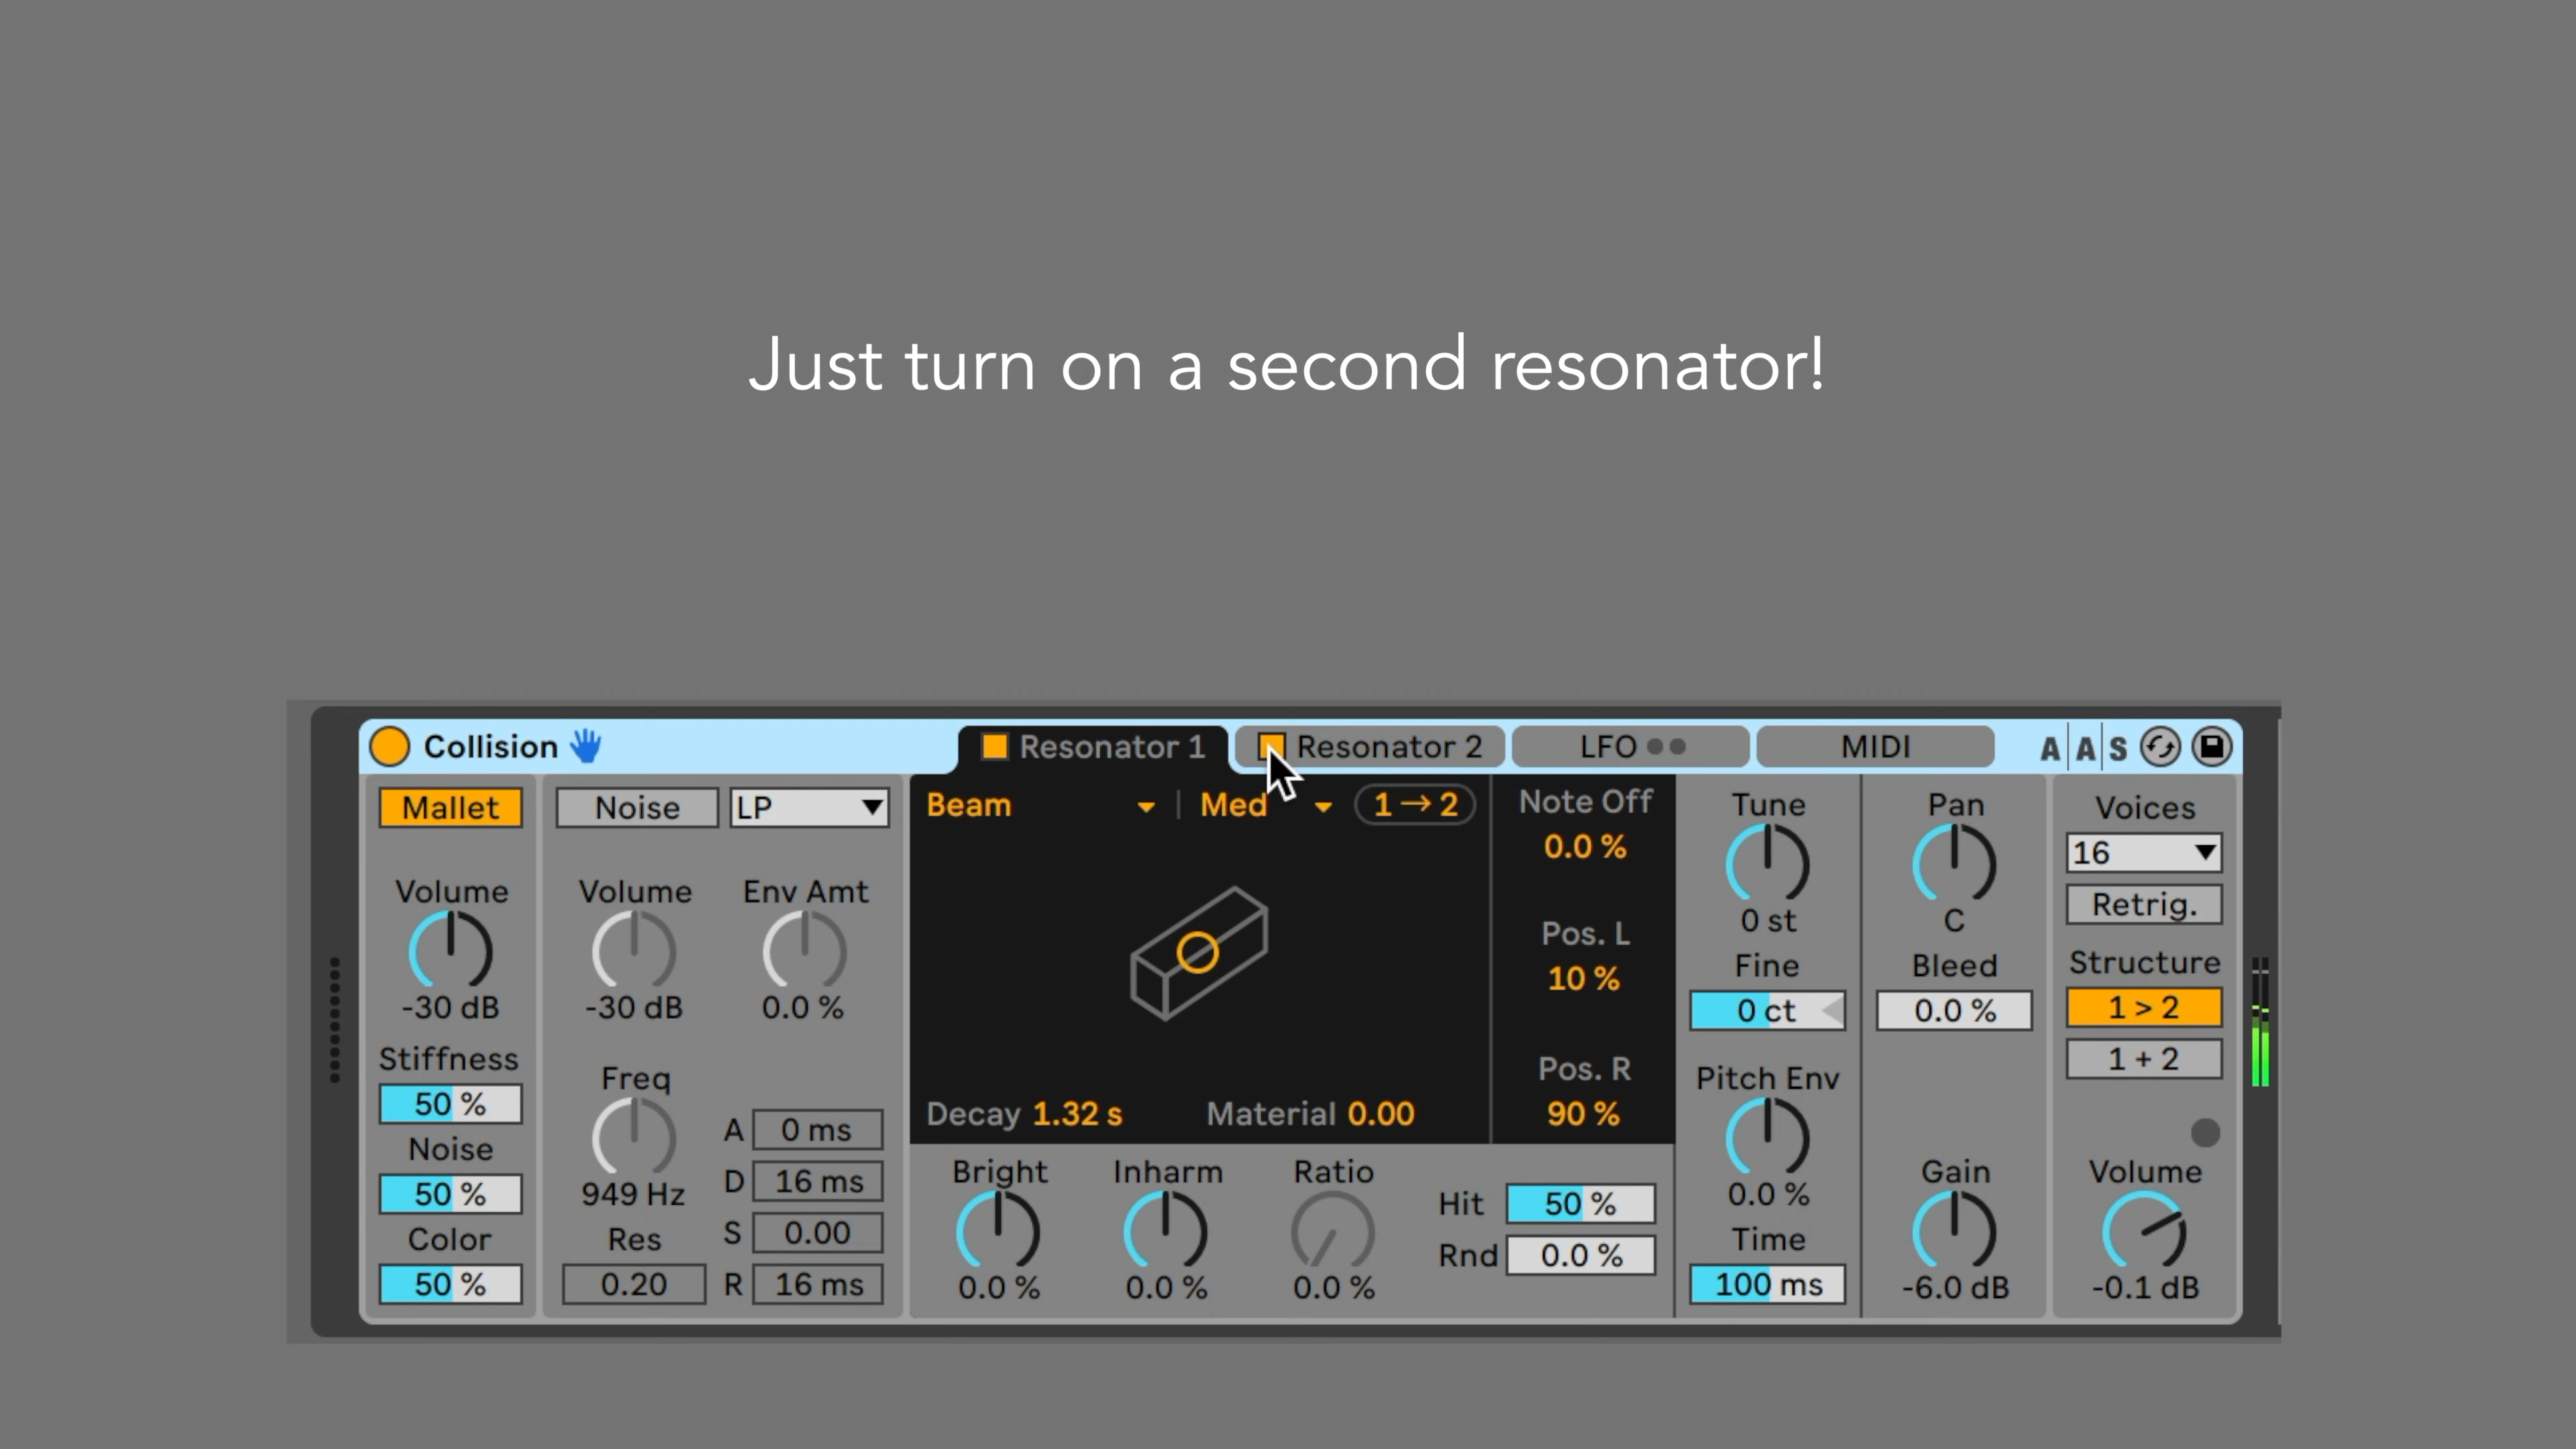 Just turn on a second resonator!
Collision
Resonator 1
Resonator 2
LFO
MIDI
A A S
Mallet
Volume
-30 dB
Stiffness
50 %
Noise
50 %
Color
50 %
Noise
LP
Volume
-30 dB
Env Amt
0.0 %
Freq
949 Hz
Res
0.20
A 0 ms
D 16 ms
S 0.00
R 16 ms
Beam
Med
1 → 2
Decay 1.32 s
Material 0.00
Note Off
0.0 %
Pos. L
10 %
Pos. R
90 %
Bright
0.0 %
Inharm
0.0 %
Ratio
0.0 %
Hit 50 %
Rnd 0.0 %
Tune
0 st
Fine
0 ct
Pitch Env
0.0 %
Time
100 ms
Pan
C
Bleed
0.0 %
Gain
-6.0 dB
Voices
16
Retrig.
Structure
1 > 2
1 + 2
Volume
-0.1 dB